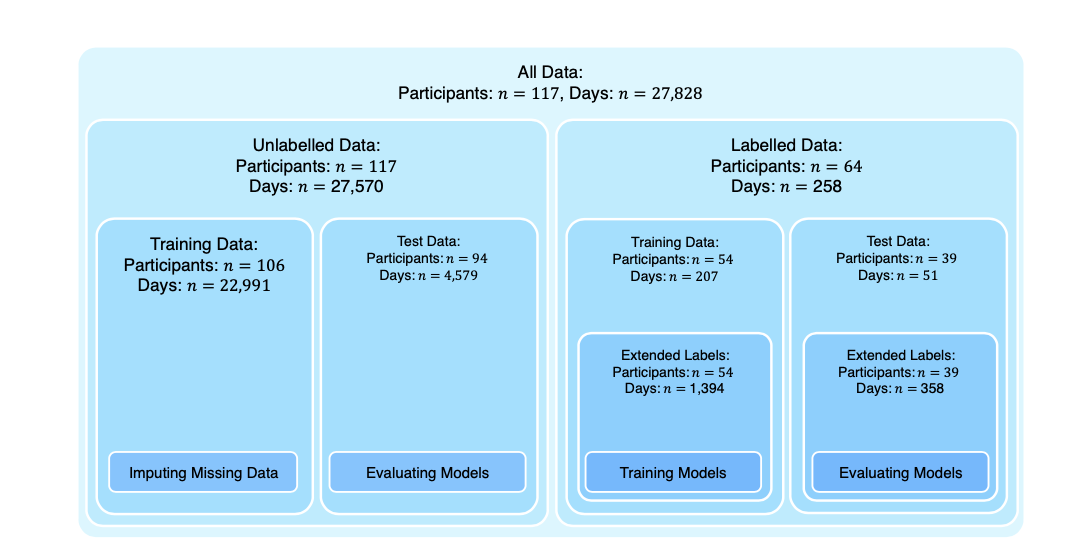 All Data:
Participants: n = 117, Days: n = 27,828
Unlabelled Data:
Participants: n = 117
Days: n = 27,570
Training Data:
Participants: n = 106
Days: n = 22,991
Imputing Missing Data
Test Data:
Participants: n = 94
Days: n = 4,579
Evaluating Models
Labelled Data:
Participants: n = 64
Days: n = 258
Training Data:
Participants: n = 54
Days: n = 207
Extended Labels:
Participants: n = 54
Days: n = 1,394
Training Models
Test Data:
Participants: n = 39
Days: n = 51
Extended Labels:
Participants: n = 39
Days: n = 358
Evaluating Models